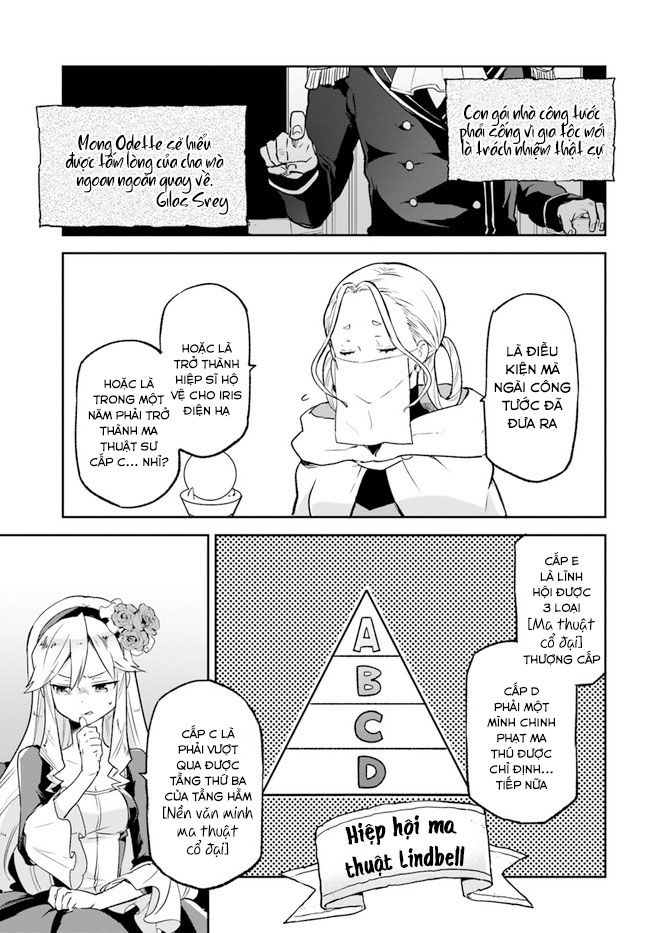 Con gái nhà công tước
phải sống vì gia tộc mới
là trách nhiệm thật sự
Mong Odette sẽ hiểu
được tấm lòng của cha mà
ngoan ngoãn quay về.
Gilos Srey
LÀ ĐIỀU
KIỆN MÀ
NGÀI CÔNG
TƯỚC ĐÃ
ĐƯA RA
HOẶC LÀ
TRỞ THÀNH
HIỆP SĨ HỘ
VỆ CHO IRIS
ĐIỆN HẠ
HOẶC LÀ
TRONG MỘT
NĂM PHẢI TRỞ
THÀNH MA
THUẬT SƯ
CẤP C... NHỈ?
CẤP E
LÀ LĨNH
HỘI ĐƯỢC
3 LOẠI
[Ma thuật
cổ đại]
THƯỢNG CẤP
CẤP D
PHẢI MỘT
MÌNH CHINH
PHẠT MA
THÚ ĐƯỢC
CHỈ ĐỊNH...
TIẾP NỮA
A
B
C
D
Hiệp hội ma
thuật Lindbell
CẤP C LÀ
PHẢI VƯỢT
QUA ĐƯỢC
TẦNG THỨ BA
CỦA TẦNG HẦM
[Nền văn minh
ma thuật
cổ đại]